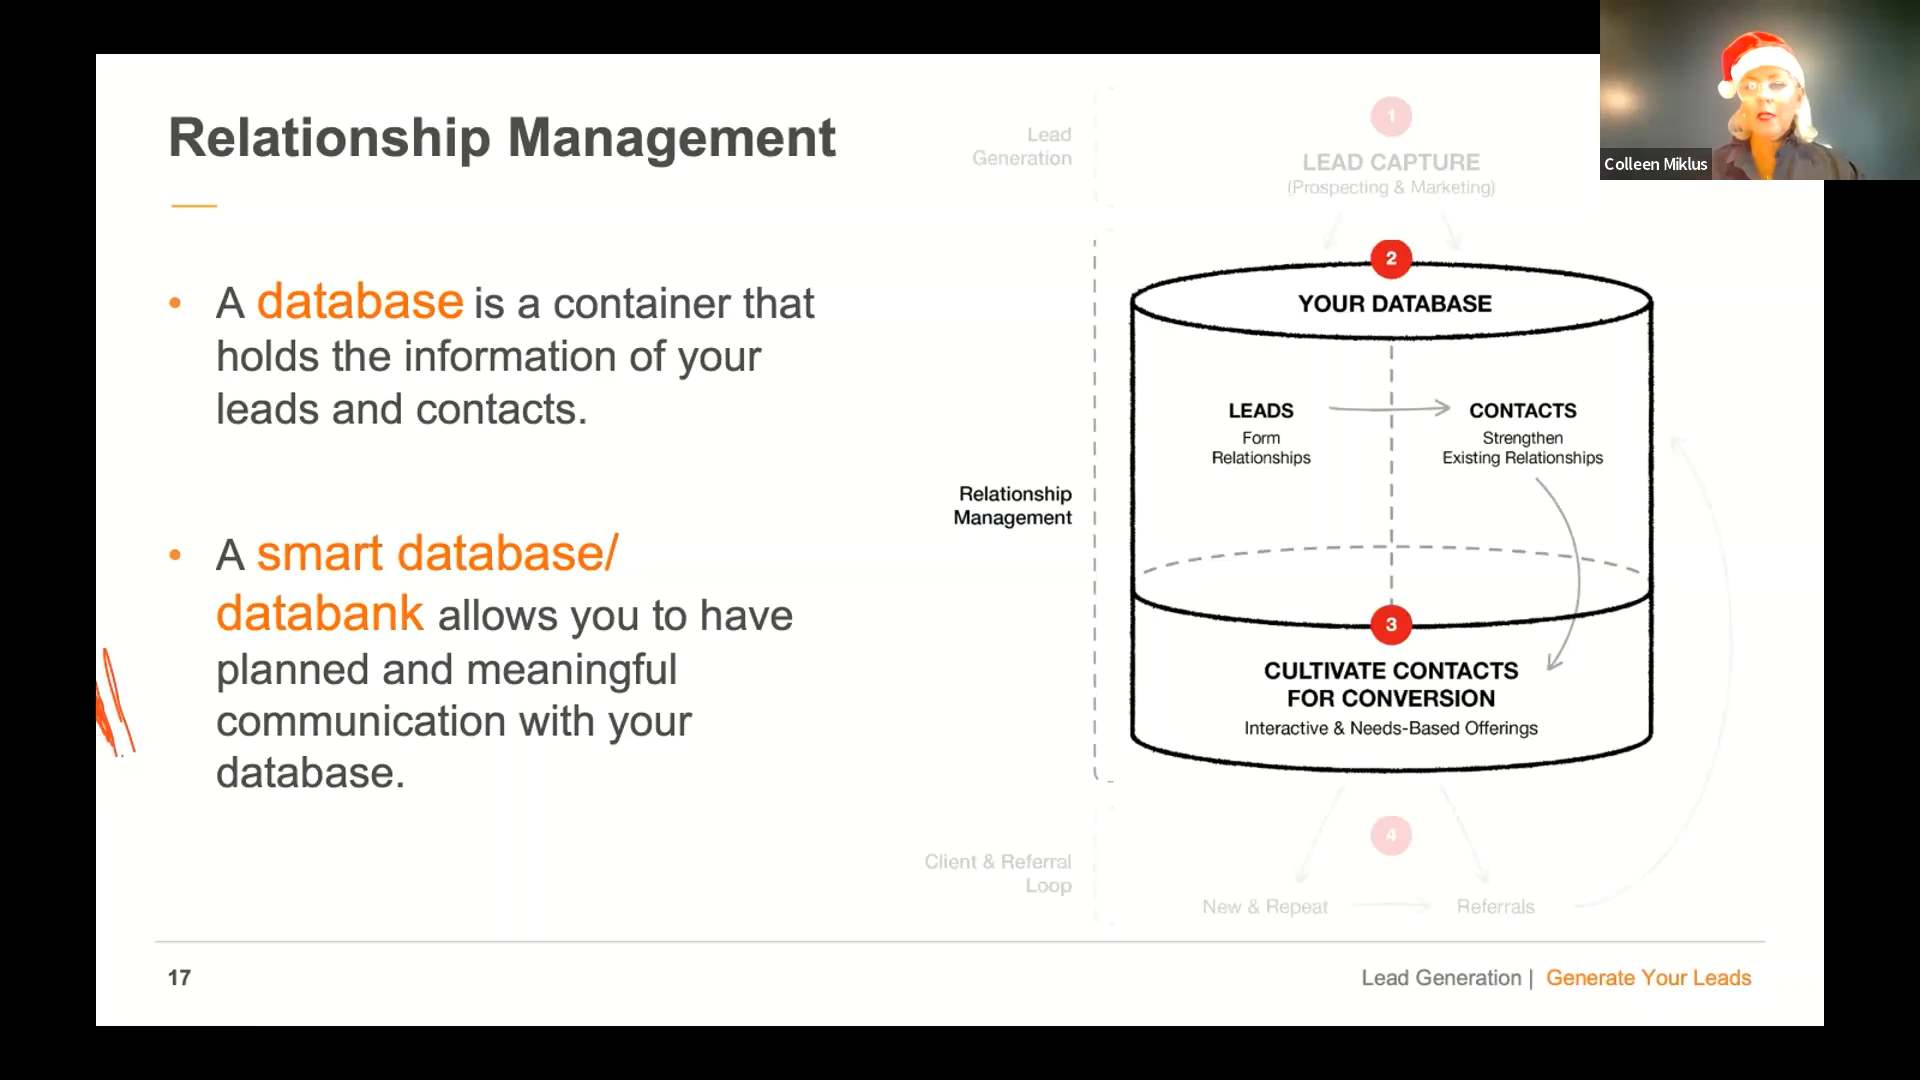 Relationship Management
• A database is a container that
holds the information of your
leads and contacts.
• A smart database/
databank allows you to have
planned and meaningful
communication with your
database.
Lead
Generation
1
LEAD CAPTURE
(Prospecting & Marketing)
Relationship
Management
2
YOUR DATABASE
LEADS
Form
Relationships
CONTACTS
Strengthen
Existing Relationships
3
CULTIVATE CONTACTS
FOR CONVERSION
Interactive & Needs-Based Offerings
Client & Referral
Loop
4
New & Repeat
Referrals
17
Lead Generation | Generate Your Leads
Colleen Miklus